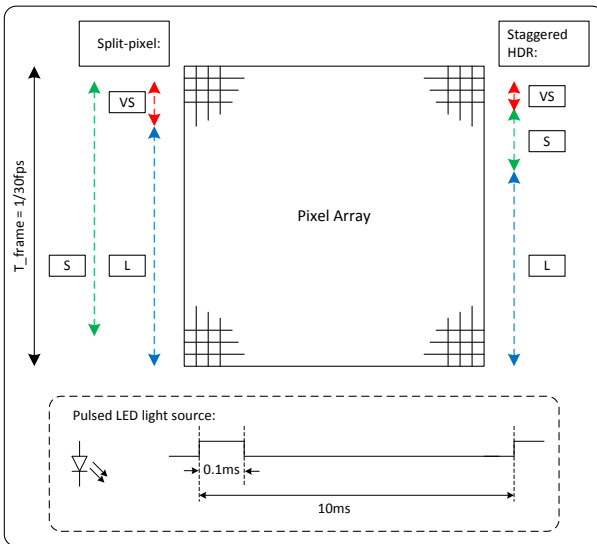 Split-pixel:
Staggered
HDR:
VS
VS
S
T_frame = 1/30fps
Pixel Array
S
L
L
Pulsed LED light source:
0.1ms
10ms